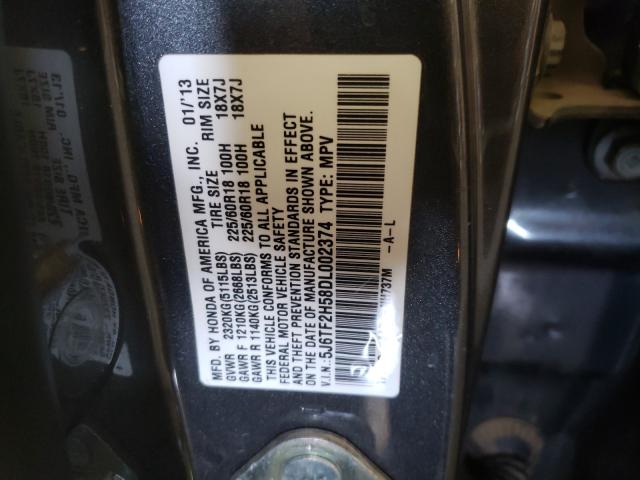 MFD. BY HONDA OF AMERICA MFG., INC. 01/'13
TIRE SIZE RIM SIZE
GVWR 2320KG(5115LBS)
GAWR F 1210KG(2668LBS) 225/60R18 100H 18X7J
GAWR R 1140KG(2513LBS) 225/60R18 100H 18X7J
THIS VEHICLE CONFORMS TO ALL APPLICABLE
FEDERAL MOTOR VEHICLE SAFETY
AND THEFT PREVENTION STANDARDS IN EFFECT
ON THE DATE OF MANUFACTURE SHOWN ABOVE.
V.I.N.: 5J6TF2H58DL002374 TYPE: MPV
737M -A-L